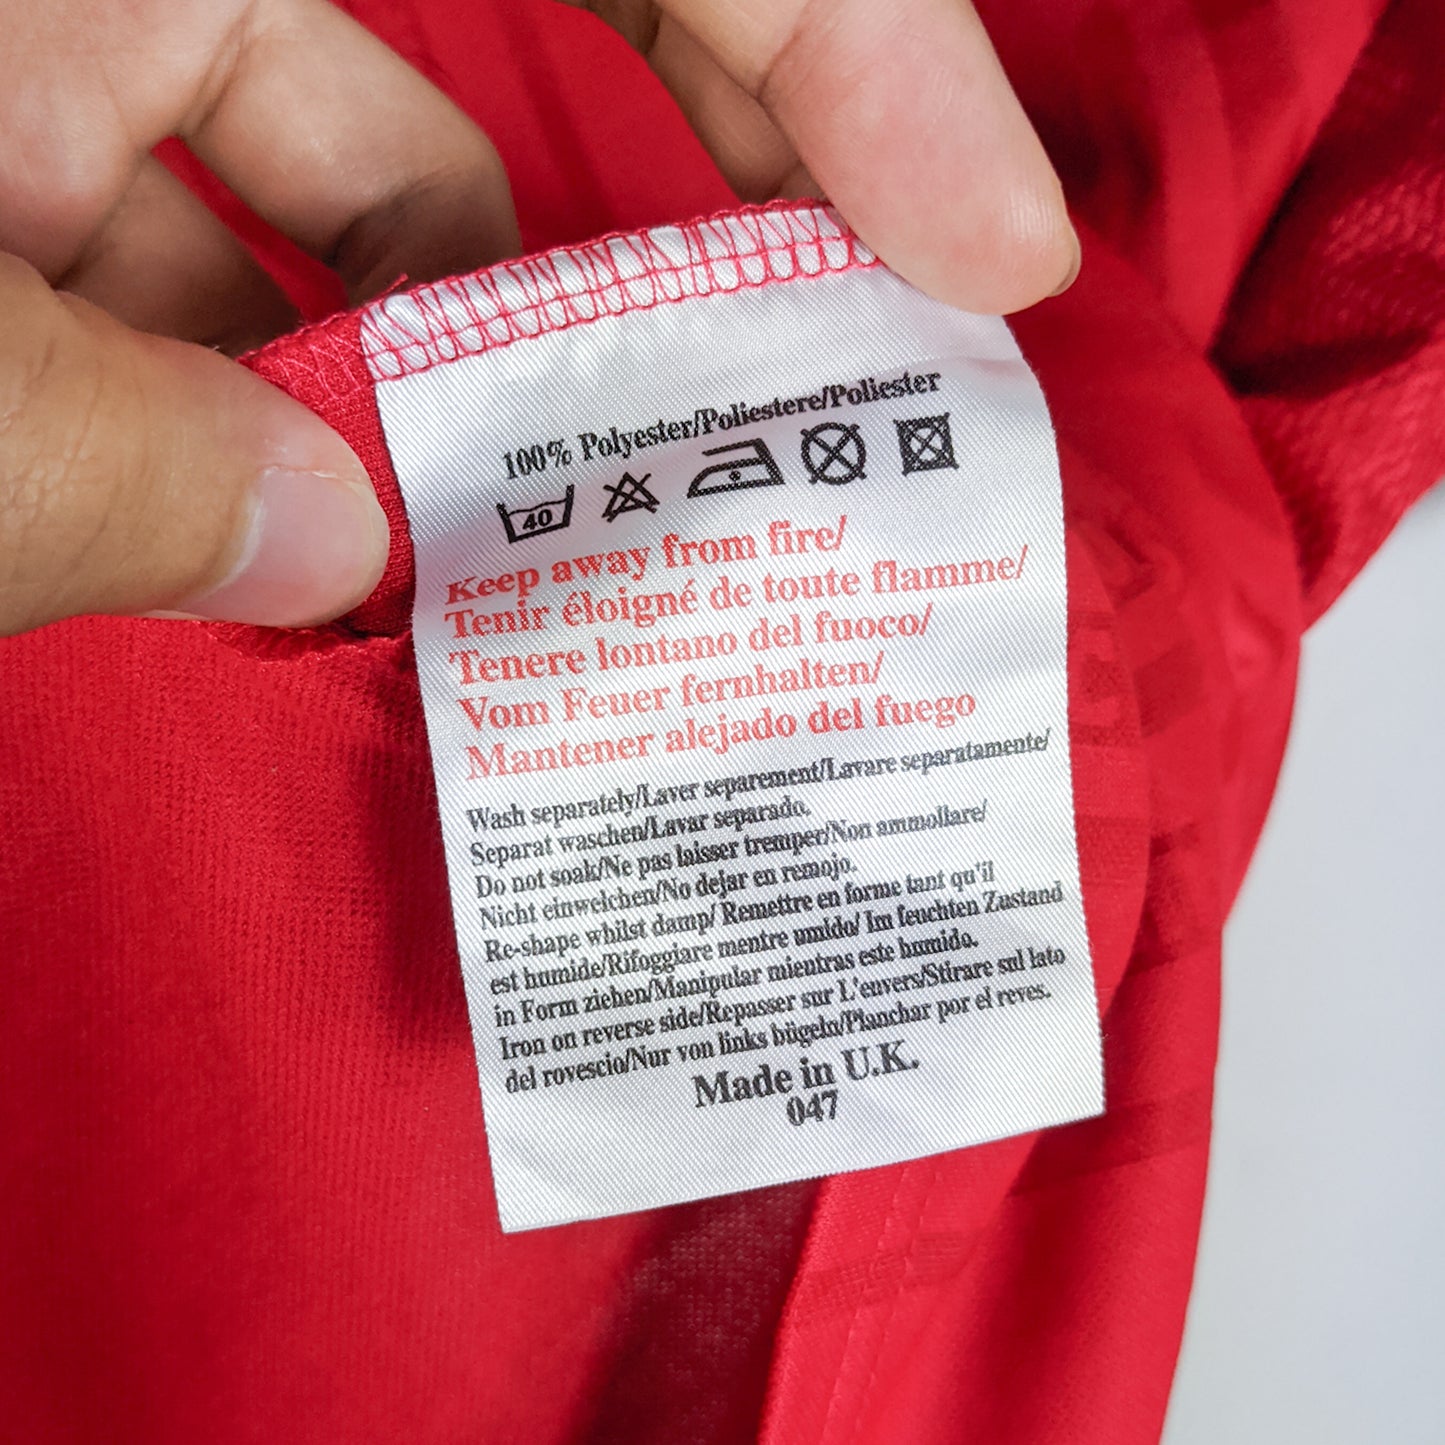 100% Polyester/Poliestere/Poliester
40
Keep away from fire/
Tenir éloigné de toute flamme/
Tenere lontano del fuoco/
Vom Feuer fernhalten/
Mantener alejado del fuego
Wash separately/Laver separement/Lavare separatamente/
Separat waschen/Lavar separado.
Do not soak/Ne pas laisser tremper/Non ammollare/
Nicht einweichen/No dejar en remojo.
Re-shape whilst damp/ Remettre en forme tant qu'il
est humide/Rifoggiare mentre umido/ Im feuchten Zustand
in Form ziehen/Manipular mientras este humido.
Iron on reverse side/Repasser sur L'envers/Stirare sul lato
del rovescio/Nur von links bügeln/Planchar por el reves.
Made in U.K.
047